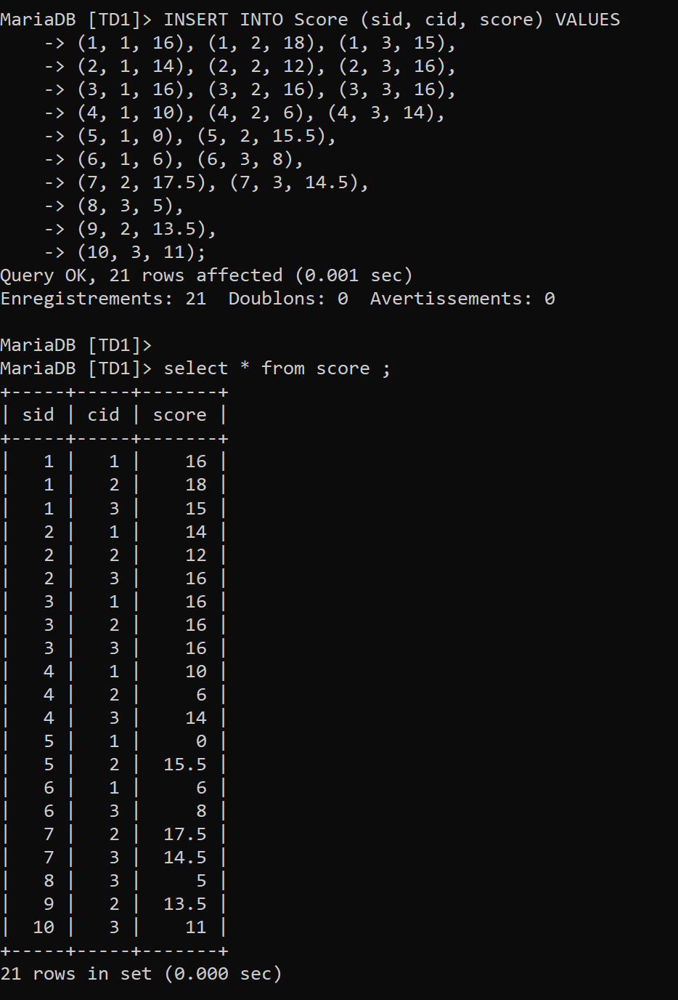 MariaDB [TD1]> INSERT INTO Score (sid, cid, score) VALUES
    -> (1, 1, 16), (1, 2, 18), (1, 3, 15),
    -> (2, 1, 14), (2, 2, 12), (2, 3, 16),
    -> (3, 1, 16), (3, 2, 16), (3, 3, 16),
    -> (4, 1, 10), (4, 2, 6), (4, 3, 14),
    -> (5, 1, 0), (5, 2, 15.5),
    -> (6, 1, 6), (6, 3, 8),
    -> (7, 2, 17.5), (7, 3, 14.5),
    -> (8, 3, 5),
    -> (9, 2, 13.5),
    -> (10, 3, 11);
Query OK, 21 rows affected (0.001 sec)
Enregistrements: 21  Doublons: 0  Avertissements: 0

MariaDB [TD1]>
MariaDB [TD1]> select * from score ;
+-----+-----+-------+
| sid | cid | score |
+-----+-----+-------+
|   1 |   1 |    16 |
|   1 |   2 |    18 |
|   1 |   3 |    15 |
|   2 |   1 |    14 |
|   2 |   2 |    12 |
|   2 |   3 |    16 |
|   3 |   1 |    16 |
|   3 |   2 |    16 |
|   3 |   3 |    16 |
|   4 |   1 |    10 |
|   4 |   2 |     6 |
|   4 |   3 |    14 |
|   5 |   1 |     0 |
|   5 |   2 |  15.5 |
|   6 |   1 |     6 |
|   6 |   3 |     8 |
|   7 |   2 |  17.5 |
|   7 |   3 |  14.5 |
|   8 |   3 |     5 |
|   9 |   2 |  13.5 |
|  10 |   3 |    11 |
+-----+-----+-------+
21 rows in set (0.000 sec)